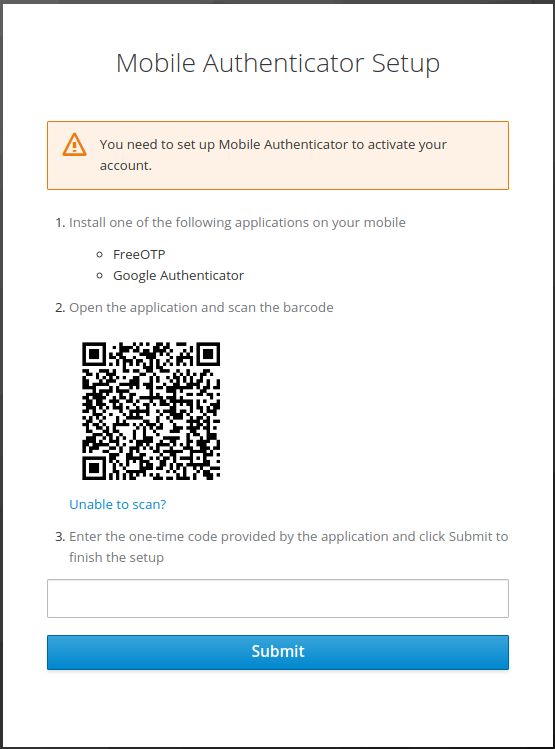 Mobile Authenticator Setup
You need to set up Mobile Authenticator to activate your
account.
1. Install one of the following applications on your mobile
FreeOTP
Google Authenticator
2. Open the application and scan the barcode
Unable to scan?
3. Enter the one-time code provided by the application and click Submit to
finish the setup
Submit